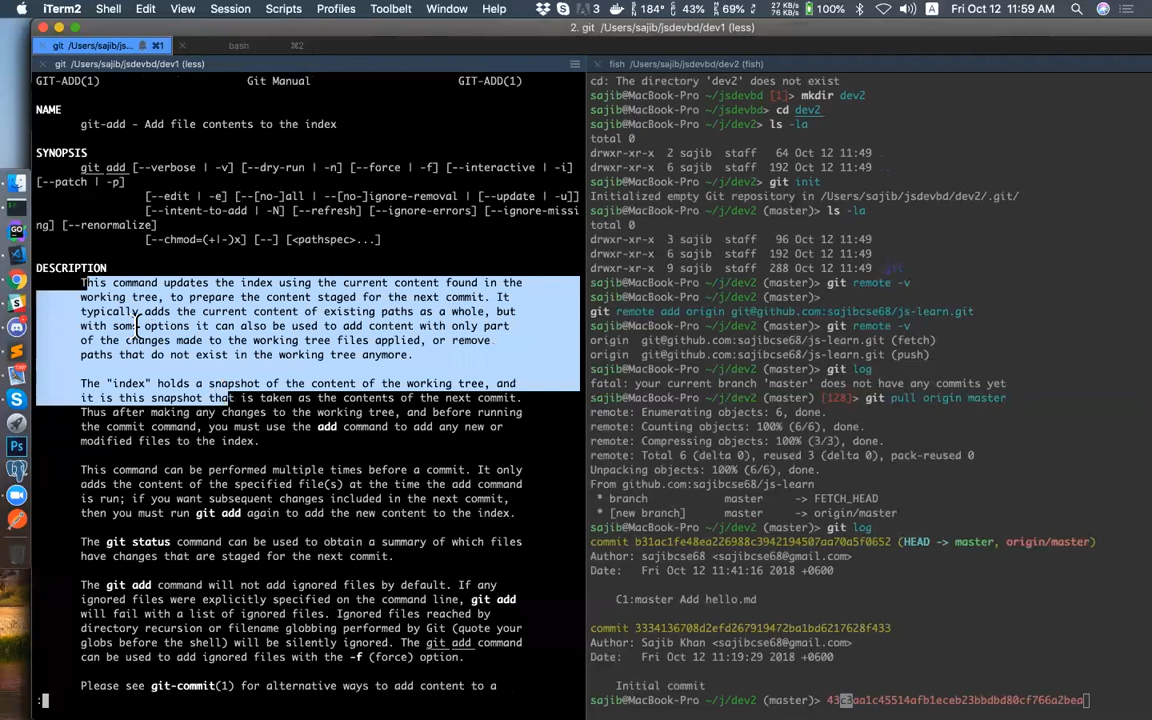 iTerm2 Shell Edit View Session Scripts Profiles Toolbelt Window Help 3 184° 43% 69% 27 KB/s 76 KB/s 100% A Fri Oct 12 11:59 AM
2. git /Users/sajib/jsdevbd/dev1 (less)
git /Users/sajib/js... ⌘1 bash ⌘2
git /Users/sajib/jsdevbd/dev1 (less)
GIT-ADD(1) Git Manual GIT-ADD(1)
NAME
git-add - Add file contents to the index
SYNOPSIS
git add [--verbose | -v] [--dry-run | -n] [--force | -f] [--interactive | -i]
[--patch | -p]
[--edit | -e] [--[no-]all | --[no-]ignore-removal | [--update | -u]]
[--intent-to-add | -N] [--refresh] [--ignore-errors] [--ignore-missi
ng] [--renormalize]
[--chmod=(+|-)x] [--] [<pathspec>...]
DESCRIPTION
This command updates the index using the current content found in the
working tree, to prepare the content staged for the next commit. It
typically adds the current content of existing paths as a whole, but
with some options it can also be used to add content with only part
of the changes made to the working tree files applied, or remove
paths that do not exist in the working tree anymore.
The "index" holds a snapshot of the content of the working tree, and
it is this snapshot that is taken as the contents of the next commit.
Thus after making any changes to the working tree, and before running
the commit command, you must use the add command to add any new or
modified files to the index.
This command can be performed multiple times before a commit. It only
adds the content of the specified file(s) at the time the add command
is run; if you want subsequent changes included in the next commit,
then you must run git add again to add the new content to the index.
The git status command can be used to obtain a summary of which files
have changes that are staged for the next commit.
The git add command will not add ignored files by default. If any
ignored files were explicitly specified on the command line, git add
will fail with a list of ignored files. Ignored files reached by
directory recursion or filename globbing performed by Git (quote your
globs before the shell) will be silently ignored. The git add command
can be used to add ignored files with the -f (force) option.
Please see git-commit(1) for alternative ways to add content to a
:
fish /Users/sajib/jsdevbd/dev2 (fish)
cd: The directory 'dev2' does not exist
sajib@MacBook-Pro ~/jsdevbd [1]> mkdir dev2
sajib@MacBook-Pro ~/jsdevbd> cd dev2
sajib@MacBook-Pro ~/j/dev2> ls -la
total 0
drwxr-xr-x 2 sajib staff 64 Oct 12 11:49 .
drwxr-xr-x 6 sajib staff 192 Oct 12 11:49 ..
sajib@MacBook-Pro ~/j/dev2> git init
Initialized empty Git repository in /Users/sajib/jsdevbd/dev2/.git/
sajib@MacBook-Pro ~/j/dev2 (master)> ls -la
total 0
drwxr-xr-x 3 sajib staff 96 Oct 12 11:49 .
drwxr-xr-x 6 sajib staff 192 Oct 12 11:49 ..
drwxr-xr-x 9 sajib staff 288 Oct 12 11:49 .git
sajib@MacBook-Pro ~/j/dev2 (master)> git remote -v
sajib@MacBook-Pro ~/j/dev2 (master)>
git remote add origin git@github.com:sajibcse68/js-learn.git
sajib@MacBook-Pro ~/j/dev2 (master)> git remote -v
origin git@github.com:sajibcse68/js-learn.git (fetch)
origin git@github.com:sajibcse68/js-learn.git (push)
sajib@MacBook-Pro ~/j/dev2 (master)> git log
fatal: your current branch 'master' does not have any commits yet
sajib@MacBook-Pro ~/j/dev2 (master) [128]> git pull origin master
remote: Enumerating objects: 6, done.
remote: Counting objects: 100% (6/6), done.
remote: Compressing objects: 100% (3/3), done.
remote: Total 6 (delta 0), reused 3 (delta 0), pack-reused 0
Unpacking objects: 100% (6/6), done.
From github.com:sajibcse68/js-learn
* branch master -> FETCH_HEAD
* [new branch] master -> origin/master
sajib@MacBook-Pro ~/j/dev2 (master)> git log
commit b31ac1fe48ea226988c3942194507aa70a5f0652 (HEAD -> master, origin/master)
Author: sajibcse68 <sajibcse68@gmail.com>
Date: Fri Oct 12 11:41:16 2018 +0600
C1:master Add hello.md
commit 3334136708d2efd267919472ba1bd6217628f433
Author: Sajib Khan <sajibcse68@gmail.com>
Date: Fri Oct 12 11:19:29 2018 +0600
Initial commit
sajib@MacBook-Pro ~/j/dev2 (master)> 43c3aa1c45514afb1eceb23bbdbd80cf766a2bea